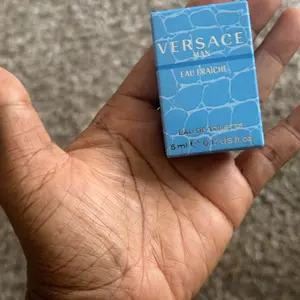 VERSACE
MAN
EAU FRAÎCHE
EAU DE TOILETTE
5 ml ℮